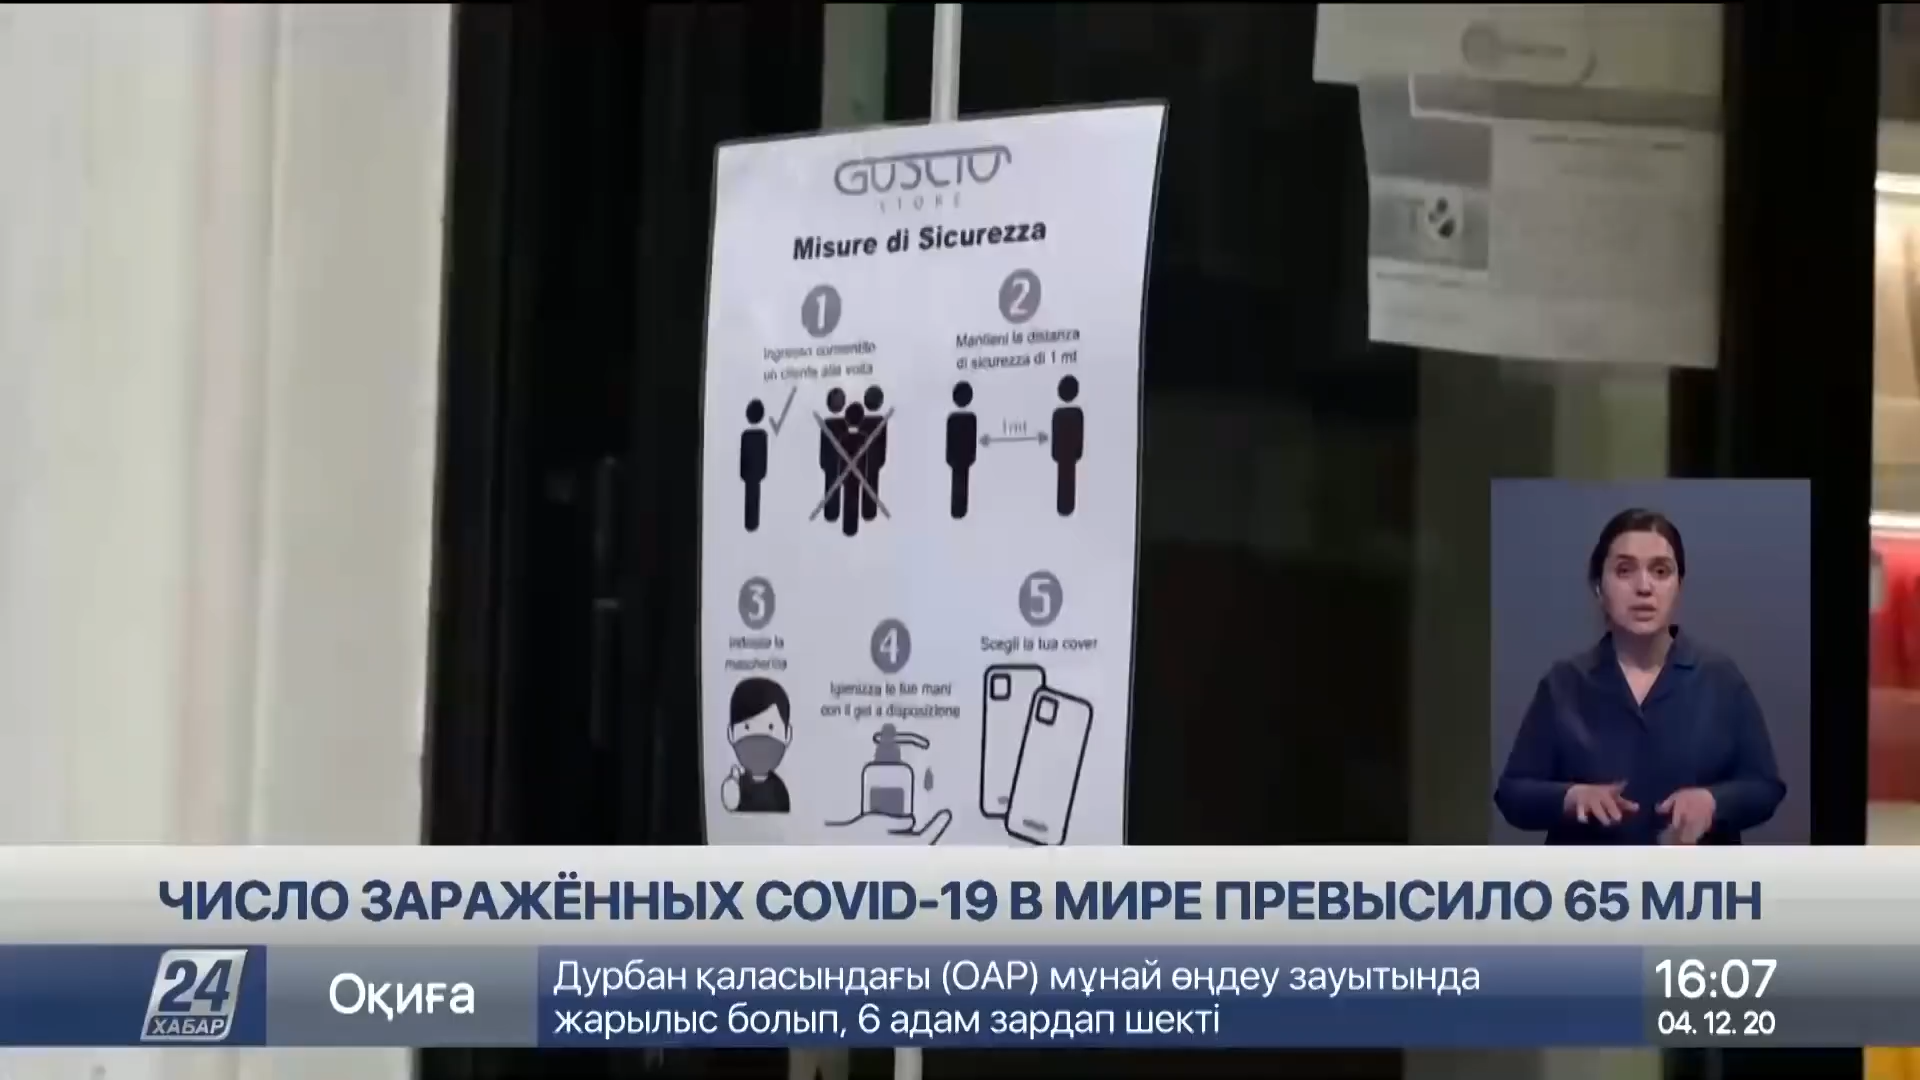 GUSCIO
STORE
Misure di Sicurezza
1
Ingresso consentito
un cliente alla volta
2
Mantieni la distanza
di sicurezza di 1 mt
1mt
3
Indossa la
mascherina
4
Igienizza le tue mani
con il gel a disposizione
5
Scegli la tua cover
ЧИСЛО ЗАРАЖЁННЫХ COVID-19 В МИРЕ ПРЕВЫСИЛО 65 МЛН
24
ХАБАР
Оқиға
Дурбан қаласындағы (ОАР) мұнай өңдеу зауытында
жарылыс болып, 6 адам зардап шекті
16:07
04. 12. 20